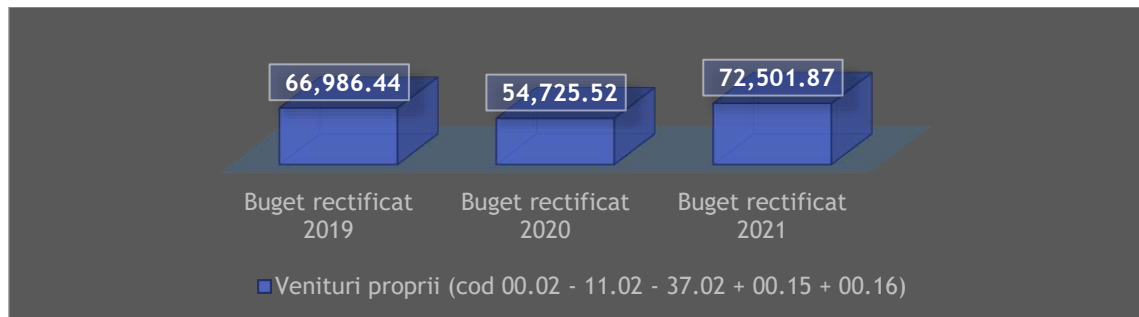 66,986.44
54,725.52
72,501.87
Buget rectificat
2019
Buget rectificat
2020
Buget rectificat
2021
Venituri proprii (cod 00.02 - 11.02 - 37.02 + 00.15 + 00.16)